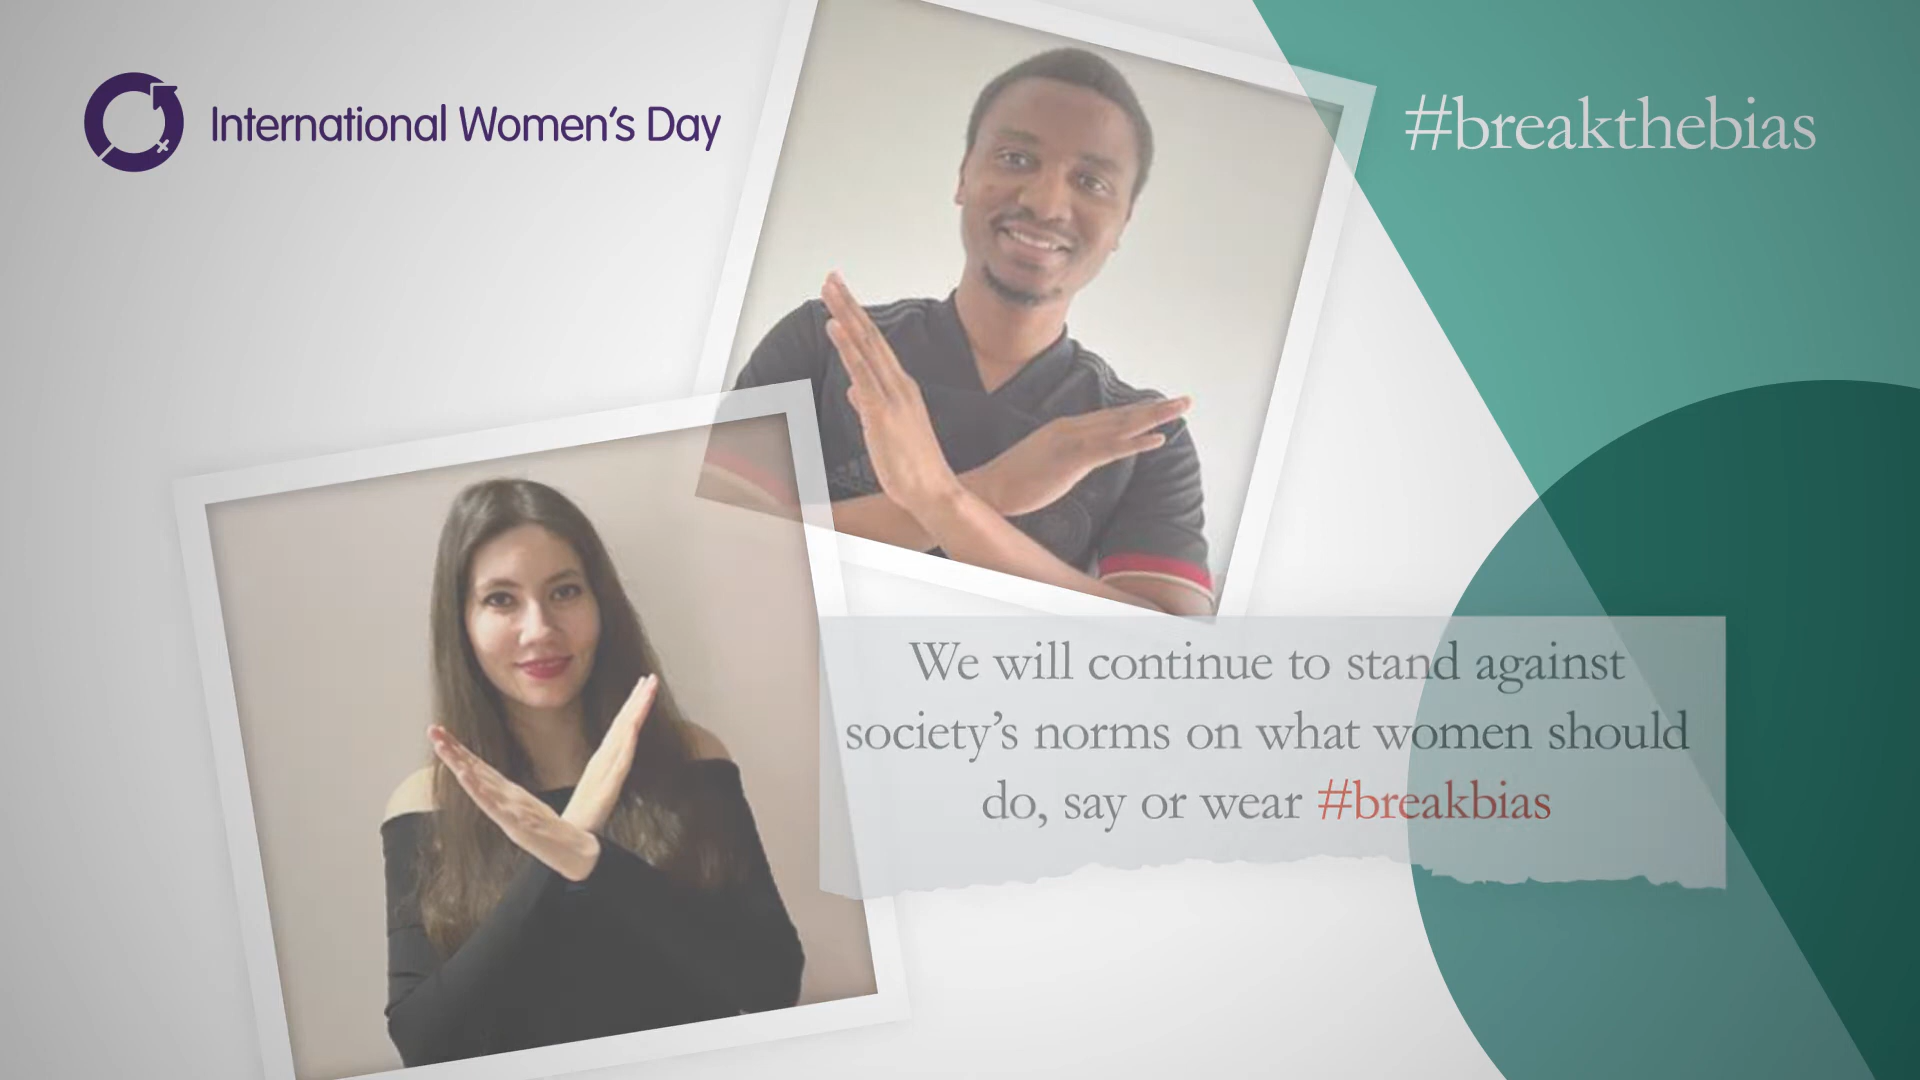 International Women's Day
#breakthebias
We will continue to stand against
society's norms on what women should
do, say or wear #breakbias